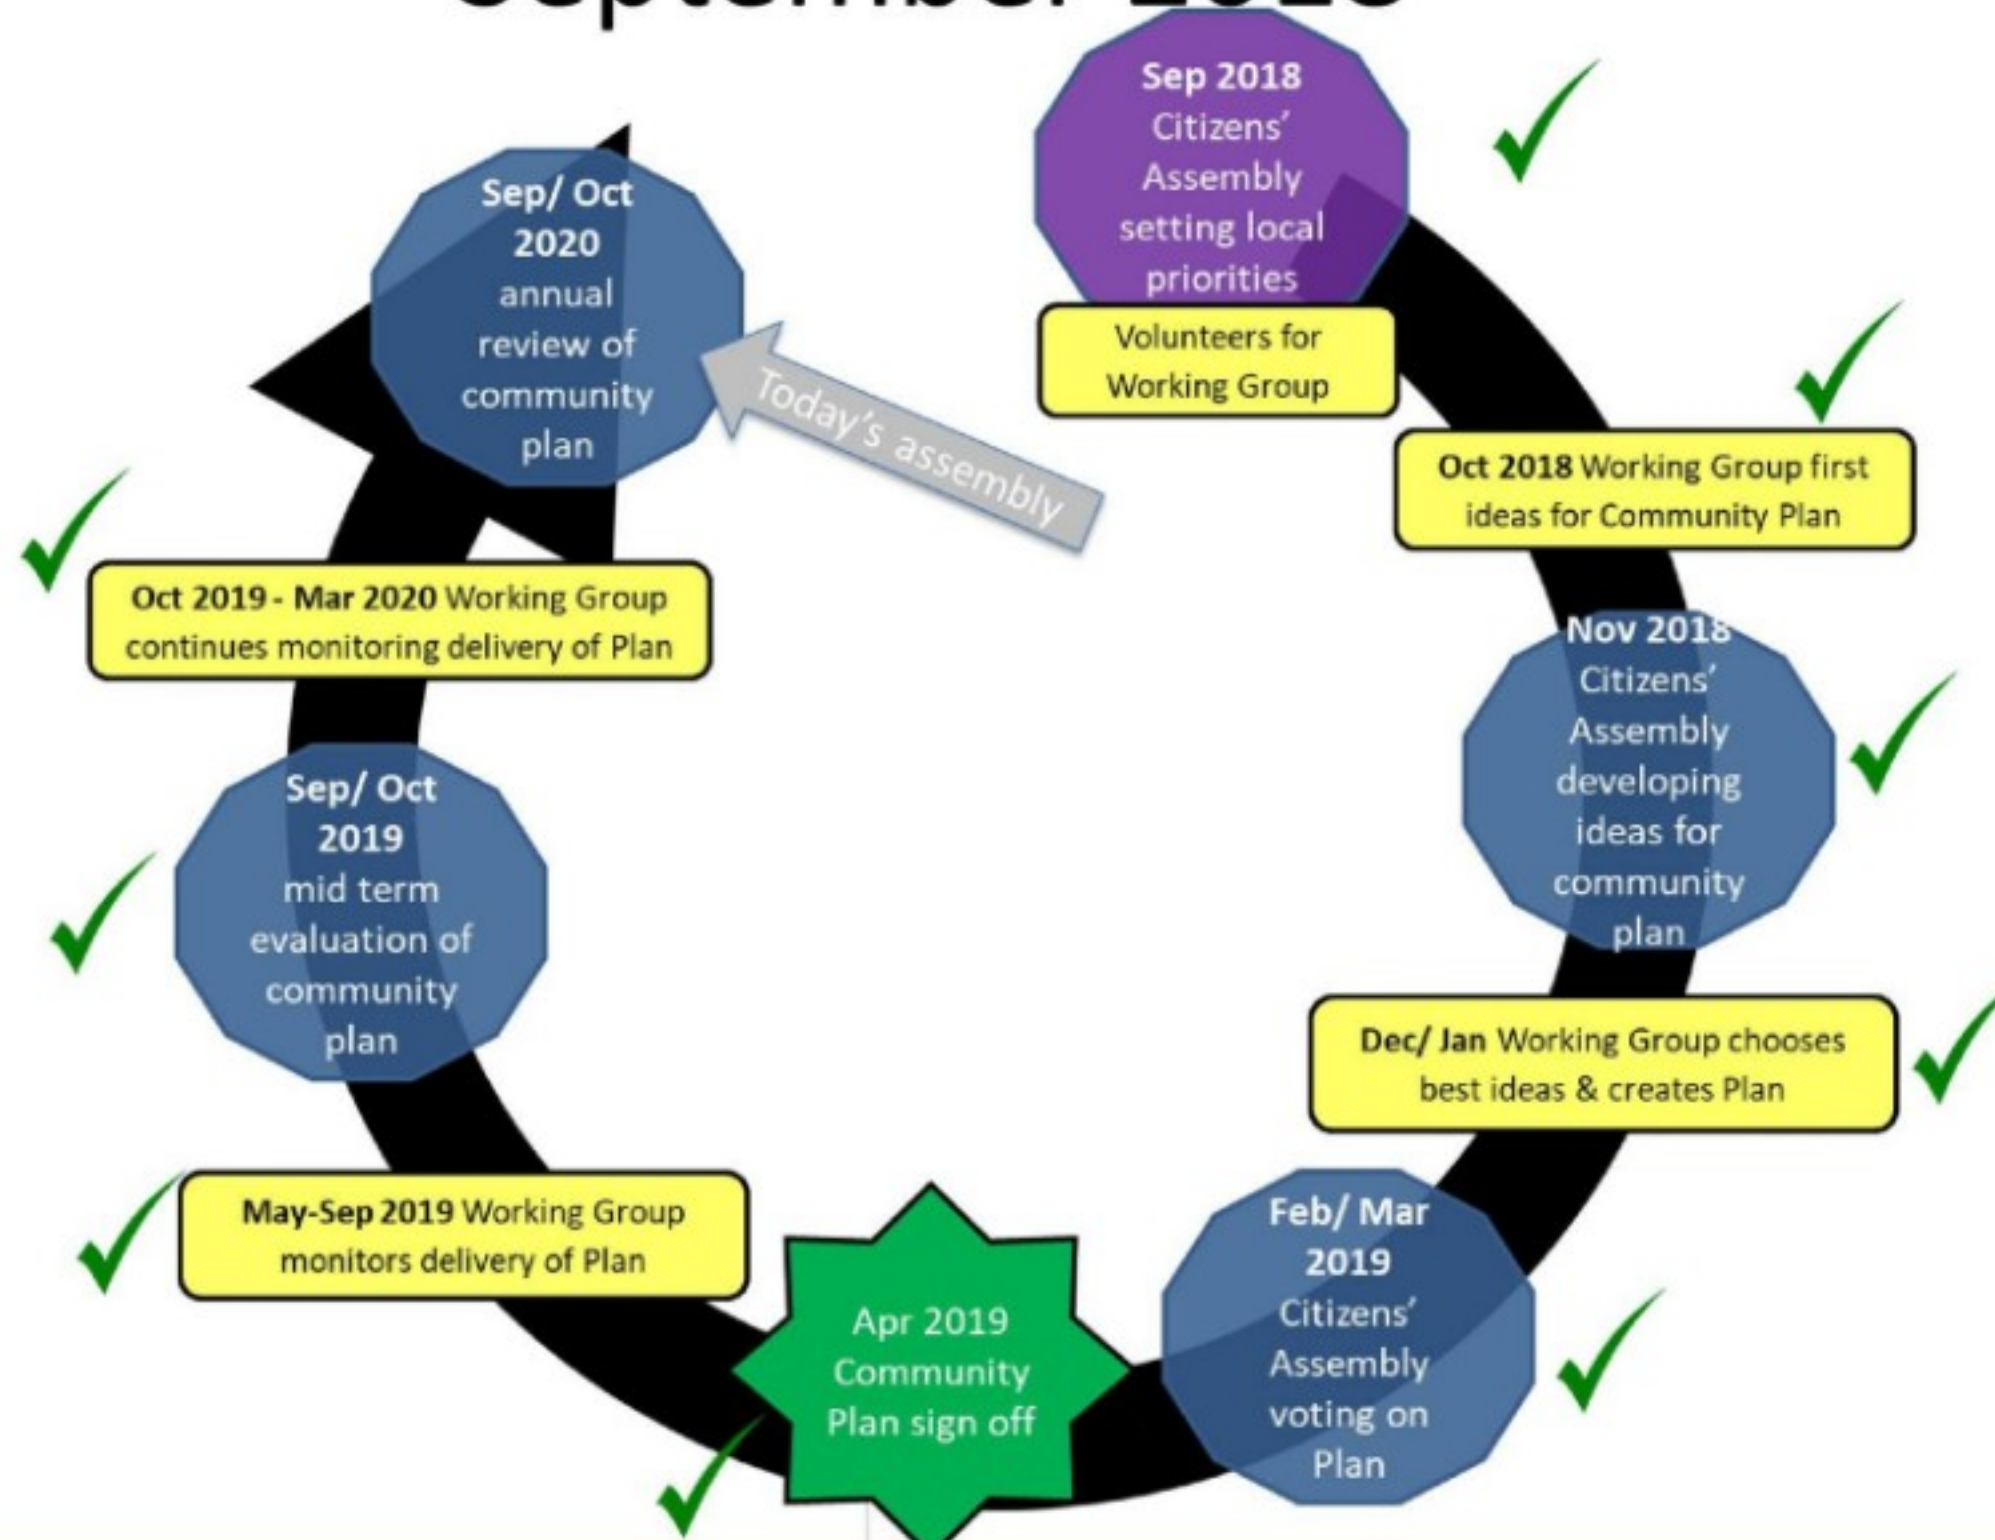 September 2018
Sep 2018
Citizens’
Assembly
setting local
priorities
Volunteers for
Working Group
Oct 2018 Working Group first
ideas for Community Plan
Nov 2018
Citizens’
Assembly
developing
ideas for
community
plan
Dec/ Jan Working Group chooses
best ideas & creates Plan
Feb/ Mar
2019
Citizens’
Assembly
voting on
Plan
Apr 2019
Community
Plan sign off
May-Sep 2019 Working Group
monitors delivery of Plan
Sep/ Oct
2019
mid term
evaluation of
community
plan
Oct 2019 - Mar 2020 Working Group
continues monitoring delivery of Plan
Sep/ Oct
2020
annual
review of
community
plan
Today’s assembly